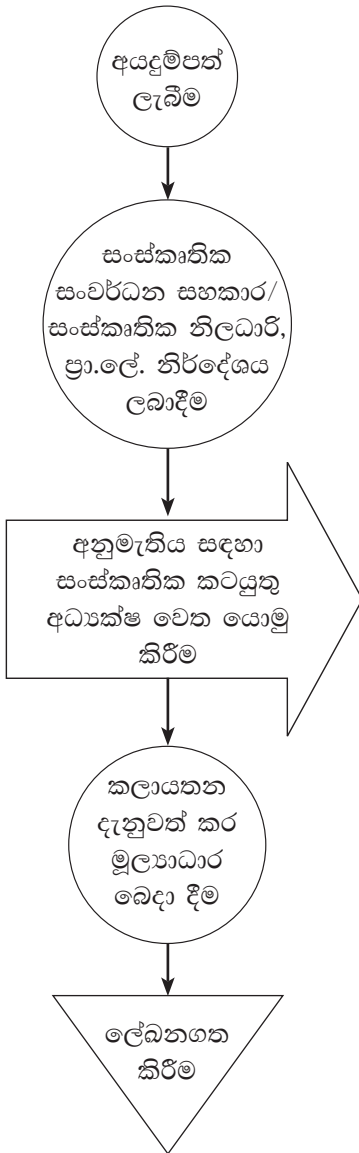 අයදුම්පත්
ලැබීම
සංස්කෘතික
සංවර්ධන සහකාර/
සංස්කෘතික නිලධාරි,
ප්‍රා.ලේ. නිර්දේශය
ලබාදීම
අනුමැතිය සඳහා
සංස්කෘතික කටයුතු
අධ්‍යක්ෂ වෙත යොමු
කිරීම
කලායතන
දැනුවත් කර
මූල්‍යාධාර
බෙදා දීම
ලේඛනගත
කිරීම